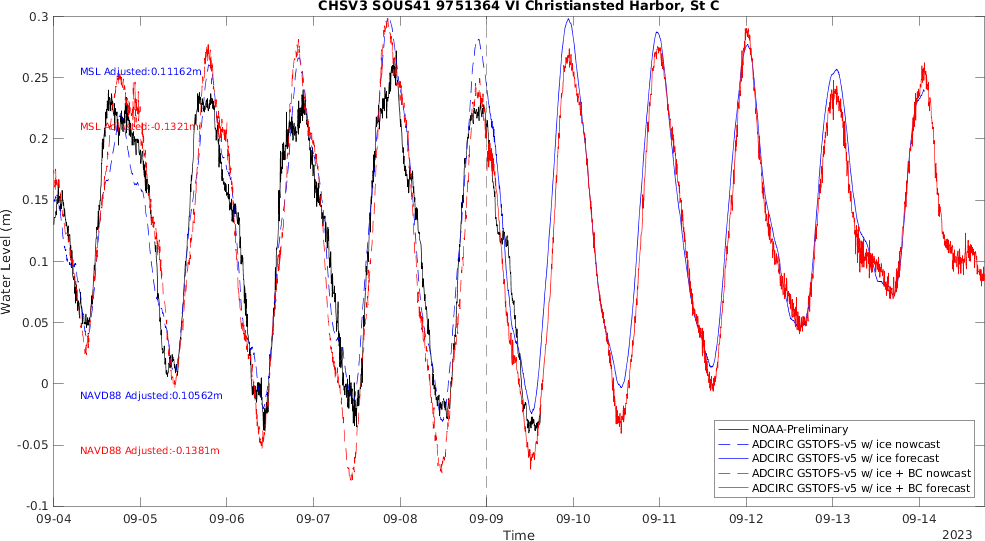 CHSV3 SOUS41 9751364 VI Christiansted Harbor, St C
0.3
0.25
0.2
0.15
0.1
0.05
0
-0.05
-0.1
Water Level (m)
MSL Adjusted:0.11162m
MSL Adjusted:-0.1321m
NAVD88 Adjusted:0.10562m
NAVD88 Adjusted:-0.1381m
NOAA-Preliminary
ADCIRC GSTOFS-v5 w/ ice nowcast
ADCIRC GSTOFS-v5 w/ ice forecast
ADCIRC GSTOFS-v5 w/ ice + BC nowcast
ADCIRC GSTOFS-v5 w/ ice + BC forecast
09-04 09-05 09-06 09-07 09-08 09-09 09-10 09-11 09-12 09-13 09-14
Time
2023